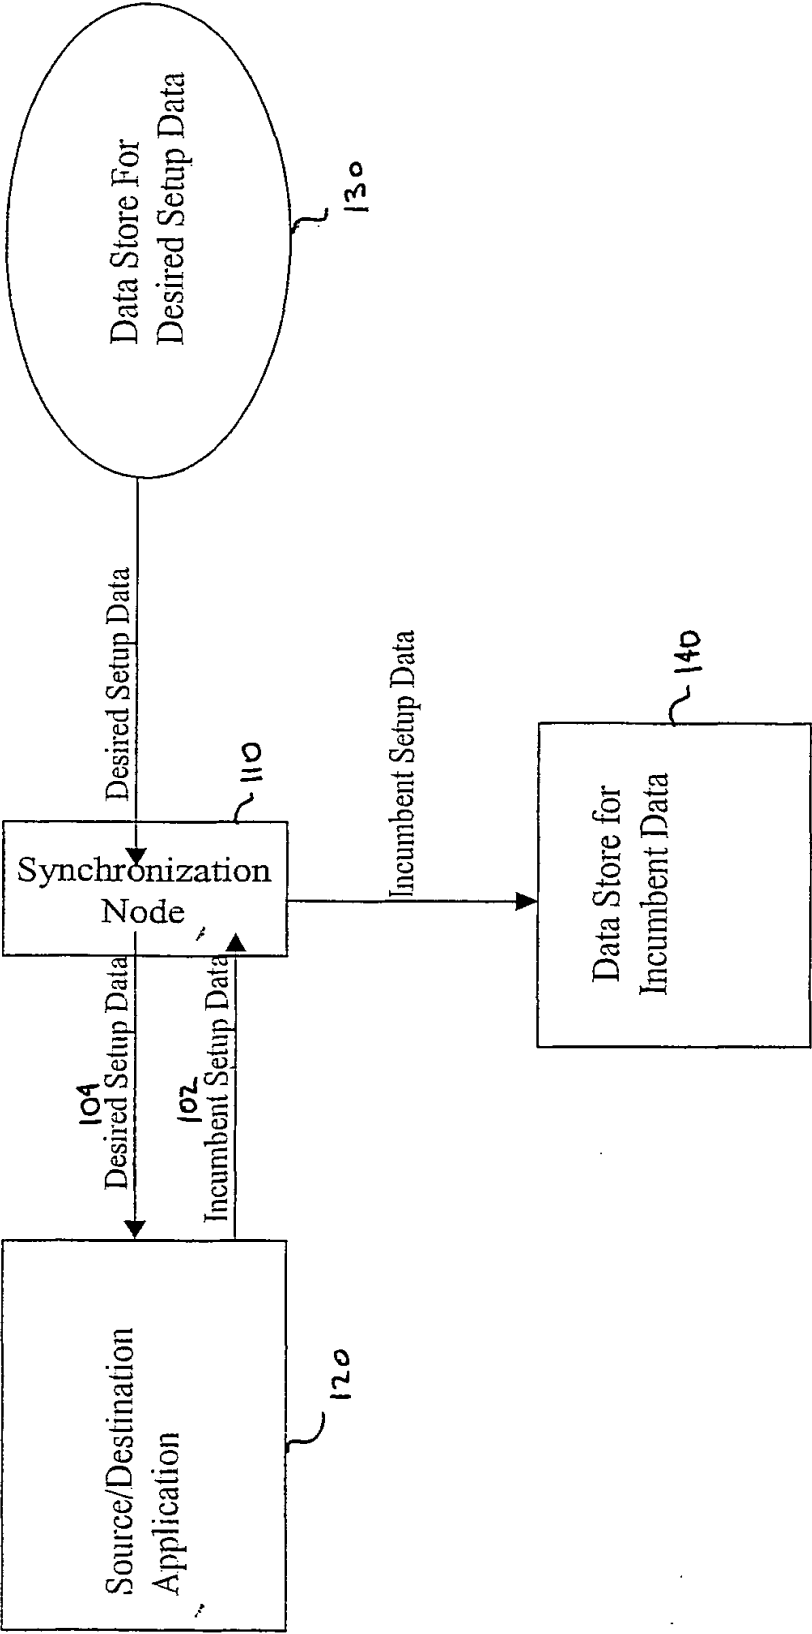 Data Store For
Desired Setup Data
130
Desired Setup Data
110
Synchronization
Node
Incumbent Setup Data
140
Data Store for
Incumbent Data
104
Desired Setup Data
102
Incumbent Setup Data
Source/Destination
Application
120